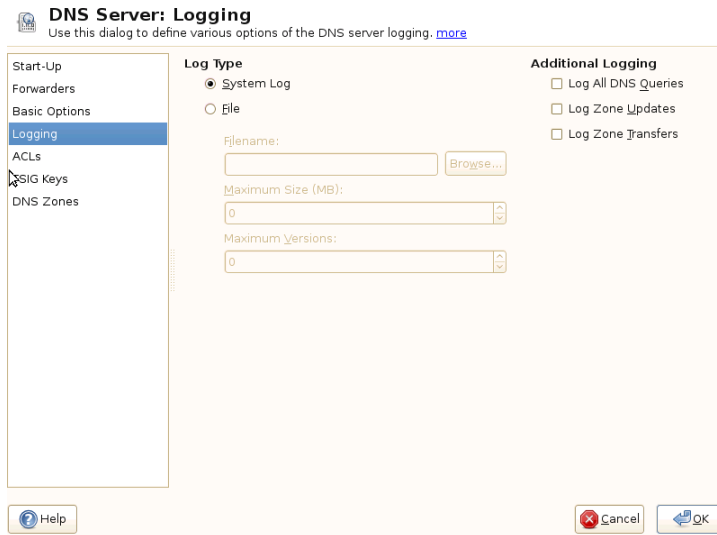 DNS Server: Logging
Use this dialog to define various options of the DNS server logging. more
Start-Up
Forwarders
Basic Options
Logging
ACLs
SIG Keys
DNS Zones
Log Type
System Log
File
Filename:
Browse...
Maximum Size (MB):
0
Maximum Versions:
0
Additional Logging
Log All DNS Queries
Log Zone Updates
Log Zone Transfers
Help
Cancel
OK